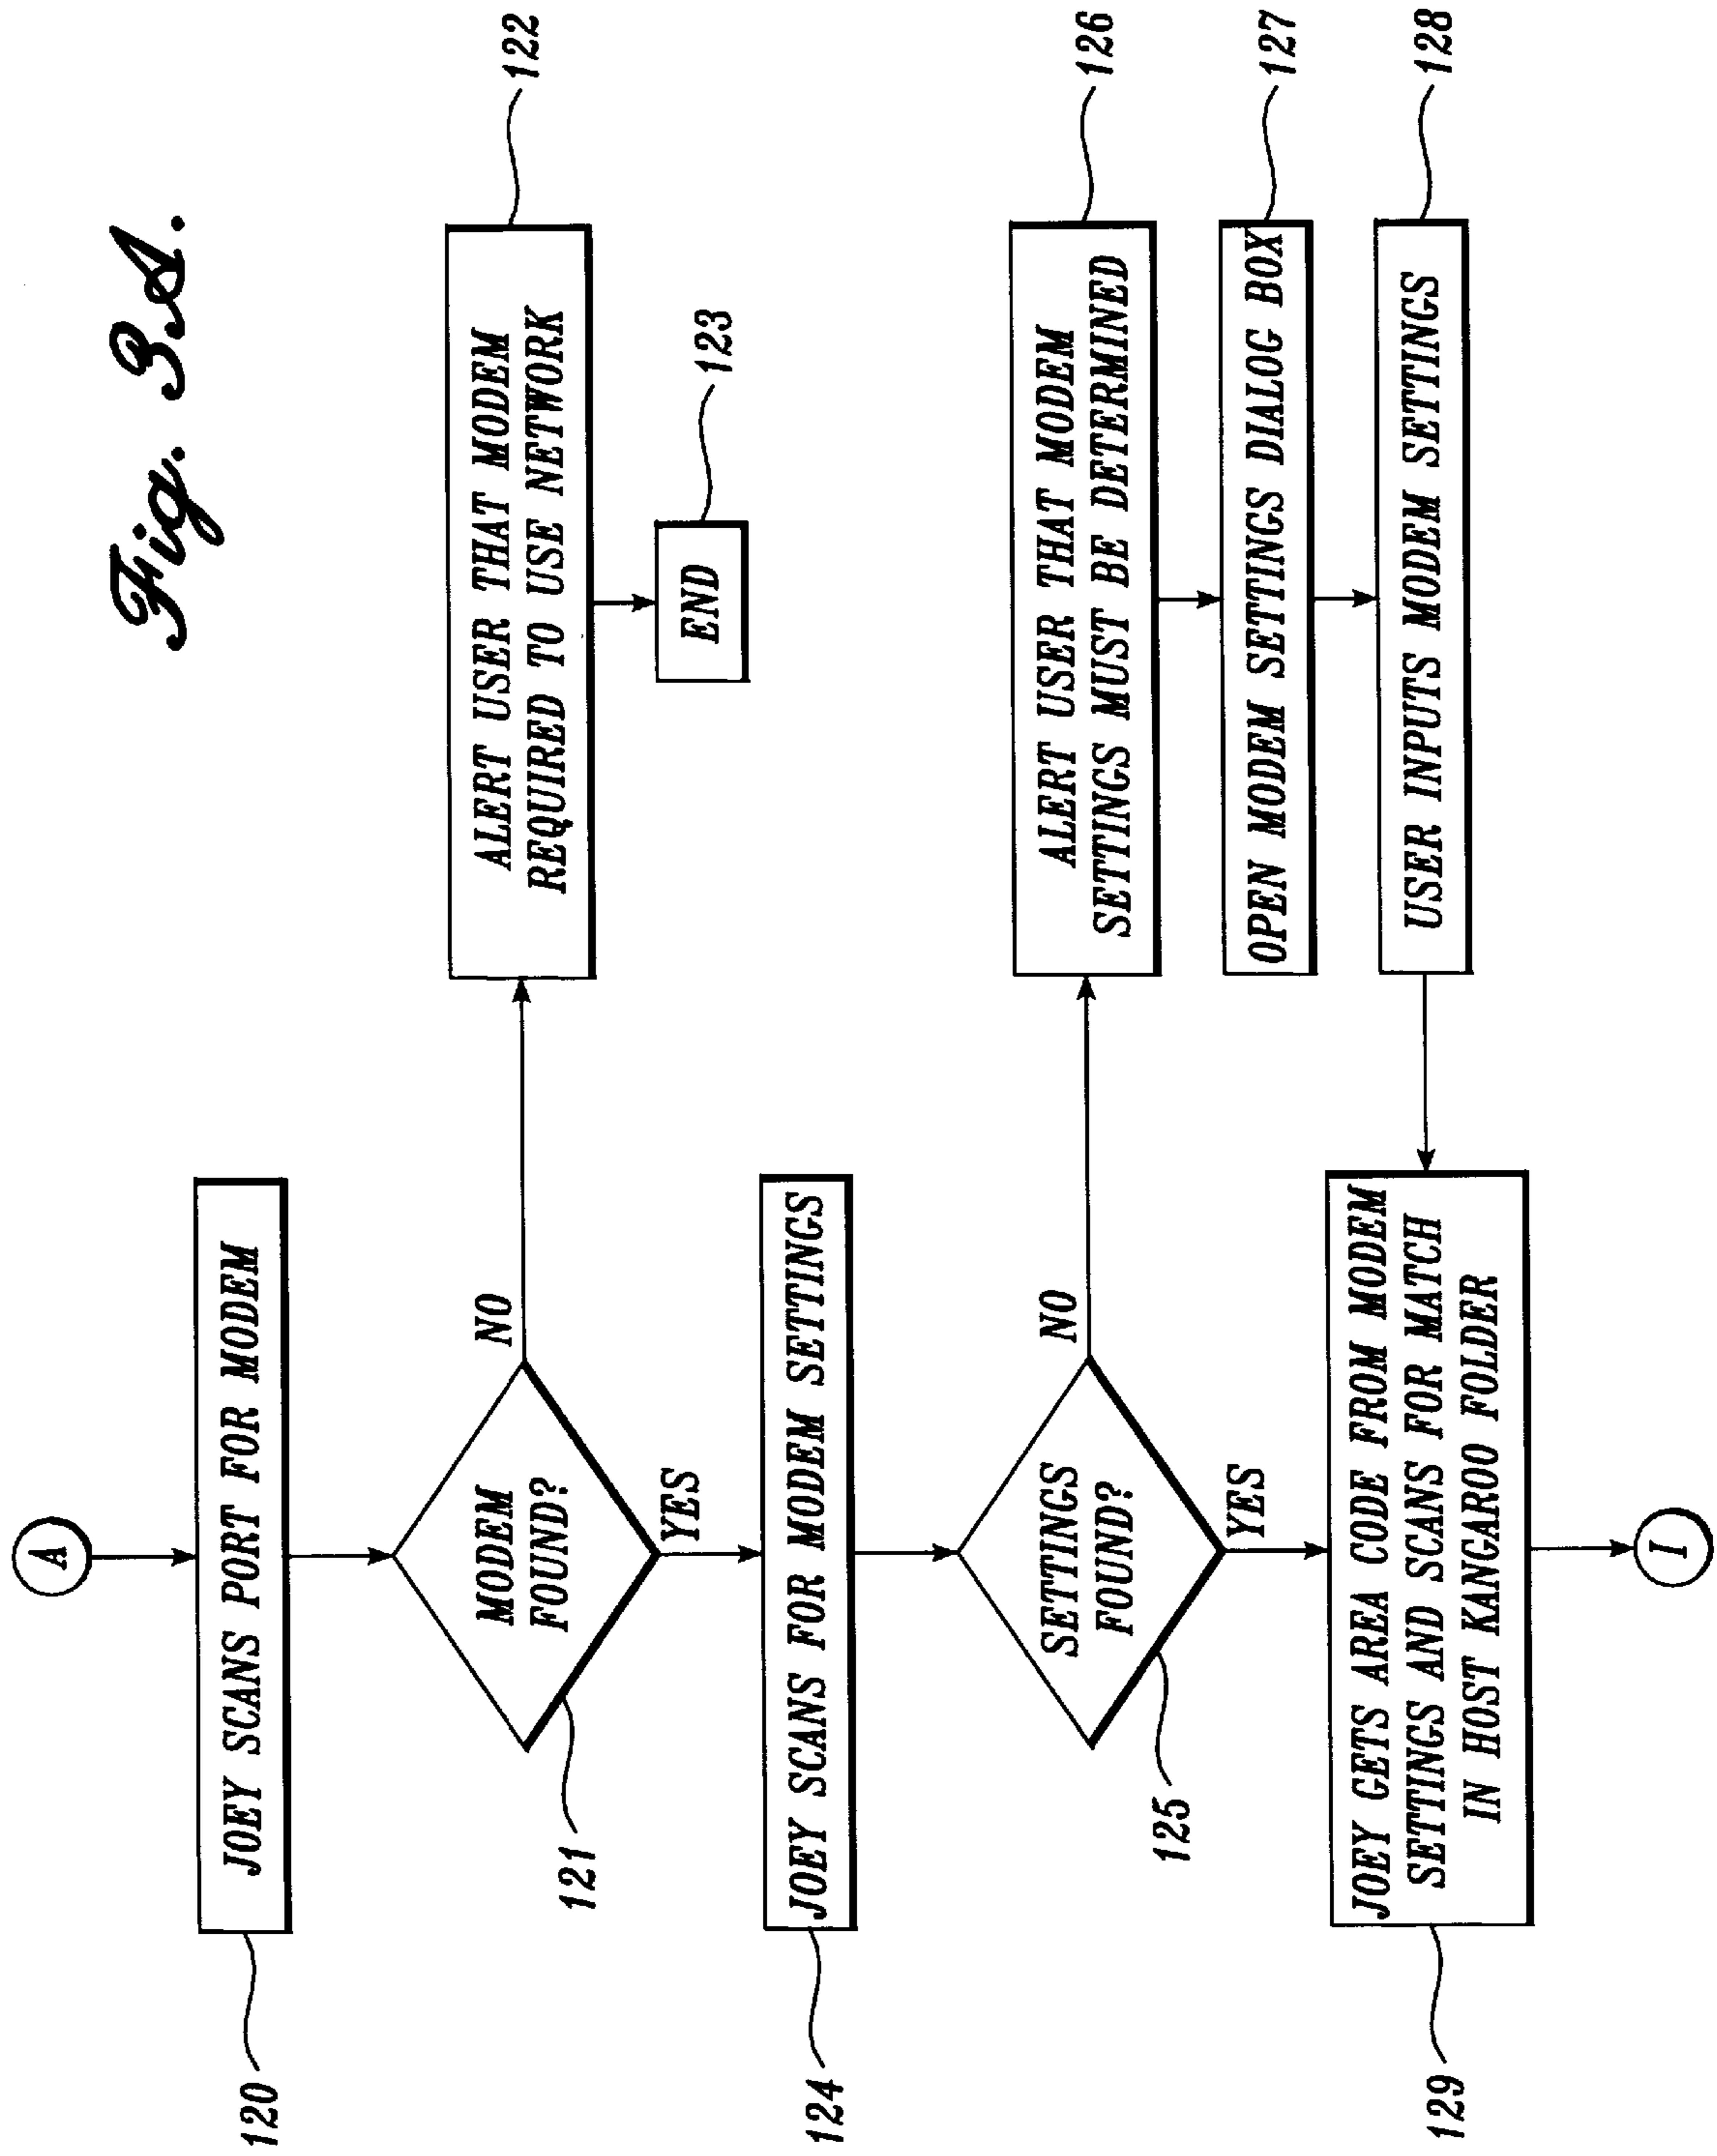 Fig. 3A.
A
120
JOEY SCANS PORT FOR MODEM
121
MODEM
FOUND?
NO
YES
ALERT USER THAT MODEM
REQUIRED TO USE NETWORK
122
END
123
124
JOEY SCANS FOR MODEM SETTINGS
125
SETTINGS
FOUND?
NO
YES
ALERT USER THAT MODEM
SETTINGS MUST BE DETERMINED
126
OPEN MODEM SETTINGS DIALOG BOX
127
USER INPUTS MODEM SETTINGS
128
129
JOEY GETS AREA CODE FROM MODEM
SETTINGS AND SCANS FOR MATCH
IN HOST KANGAROO FOLDER
I